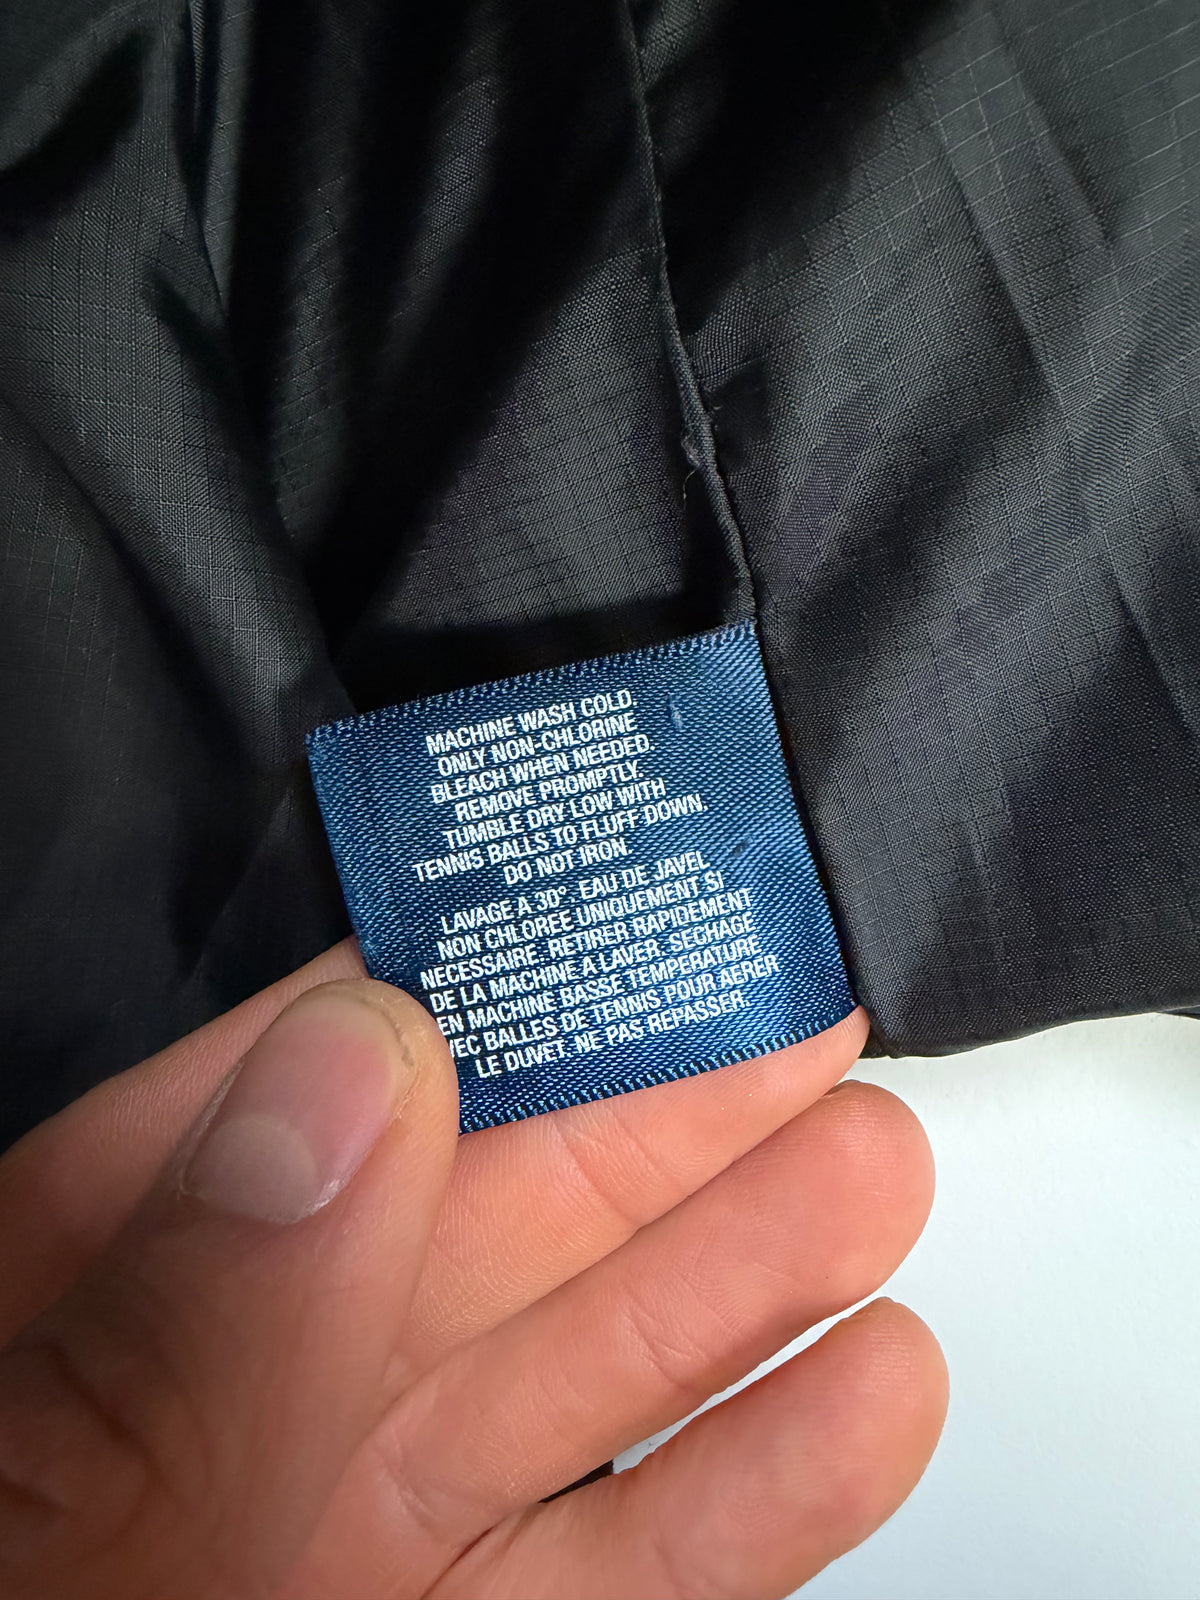 MACHINE WASH COLD.
ONLY NON-CHLORINE
BLEACH WHEN NEEDED.
REMOVE PROMPTLY.
TUMBLE DRY LOW WITH
TENNIS BALLS TO FLUFF DOWN.
DO NOT IRON.
LAVAGE A 30° EAU DE JAVEL
NON CHLOREE UNIQUEMENT SI
NECESSAIRE. RETIRER RAPIDEMENT
DE LA MACHINE A LAVER. SECHAGE
EN MACHINE BASSE TEMPERATURE
VEC BALLES DE TENNIS POUR AERER
LE DUVET. NE PAS REPASSER.